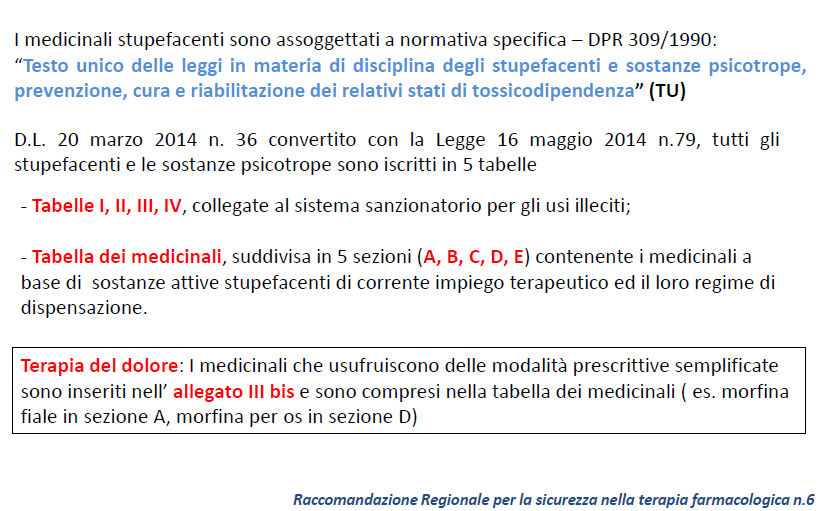 I medicinali stupefacenti sono assoggettati a normativa specifica – DPR 309/1990:
“Testo unico delle leggi in materia di disciplina degli stupefacenti e sostanze psicotrope,
prevenzione, cura e riabilitazione dei relativi stati di tossicodipendenza” (TU)
D.L. 20 marzo 2014 n. 36 convertito con la Legge 16 maggio 2014 n.79, tutti gli
stupefacenti e le sostanze psicotrope sono iscritti in 5 tabelle
- Tabelle I, II, III, IV, collegate al sistema sanzionatorio per gli usi illeciti;
- Tabella dei medicinali, suddivisa in 5 sezioni (A, B, C, D, E) contenente i medicinali a
base di sostanze attive stupefacenti di corrente impiego terapeutico ed il loro regime di
dispensazione.
Terapia del dolore: I medicinali che usufruiscono delle modalità prescrittive semplificate
sono inseriti nell’ allegato III bis e sono compresi nella tabella dei medicinali ( es. morfina
fiale in sezione A, morfina per os in sezione D)
Raccomandazione Regionale per la sicurezza nella terapia farmacologica n.6